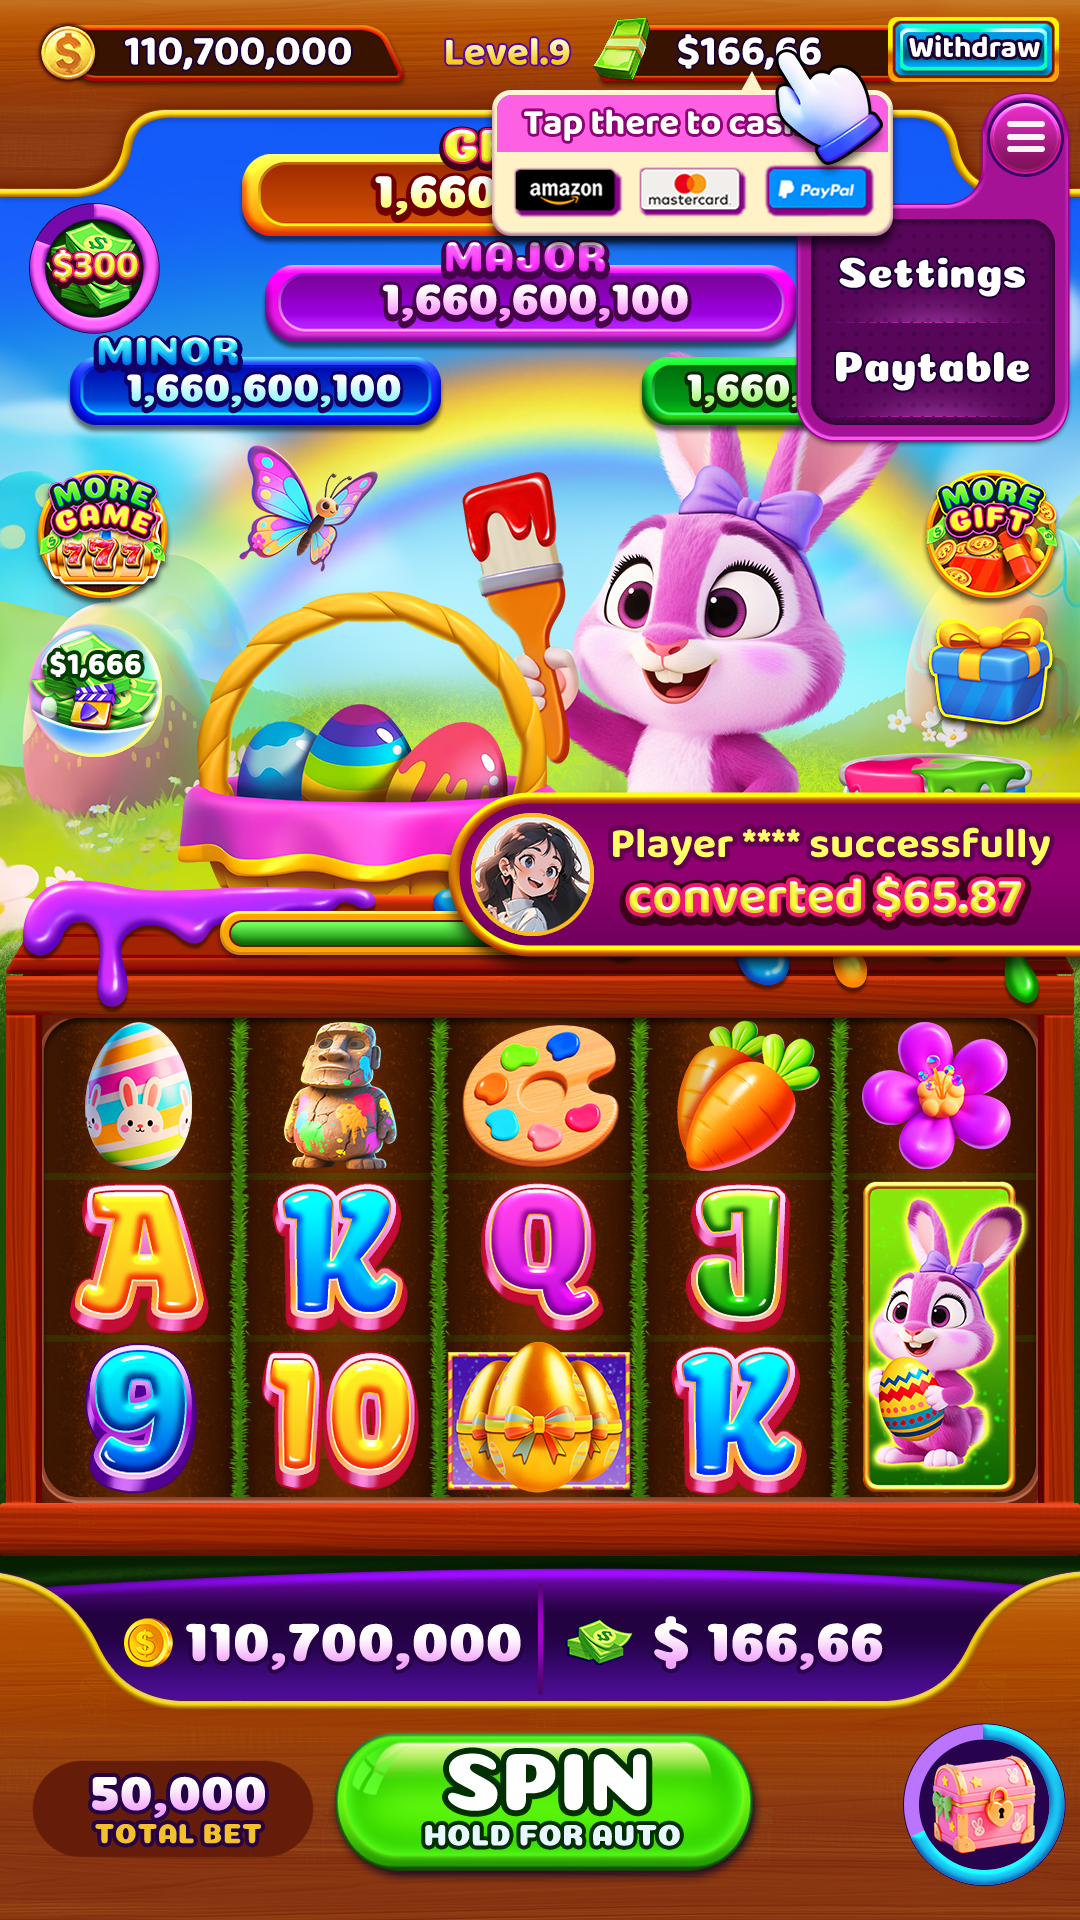 110,700,000
Level.9
$166,66
Withdraw
Tap there to
1,660
amazon
mastercard
PayPal
$300
MAJOR
1,660,600,100
Settings
Paytable
MINOR
1,660,600,100
1,660,
MORE
GAME
777
MORE
GIFT
$1,666
Player **** successfully
converted $65.87
A K Q J
9 10 K
110,700,000
$ 166,66
50,000
TOTAL BET
SPIN
HOLD FOR AUTO